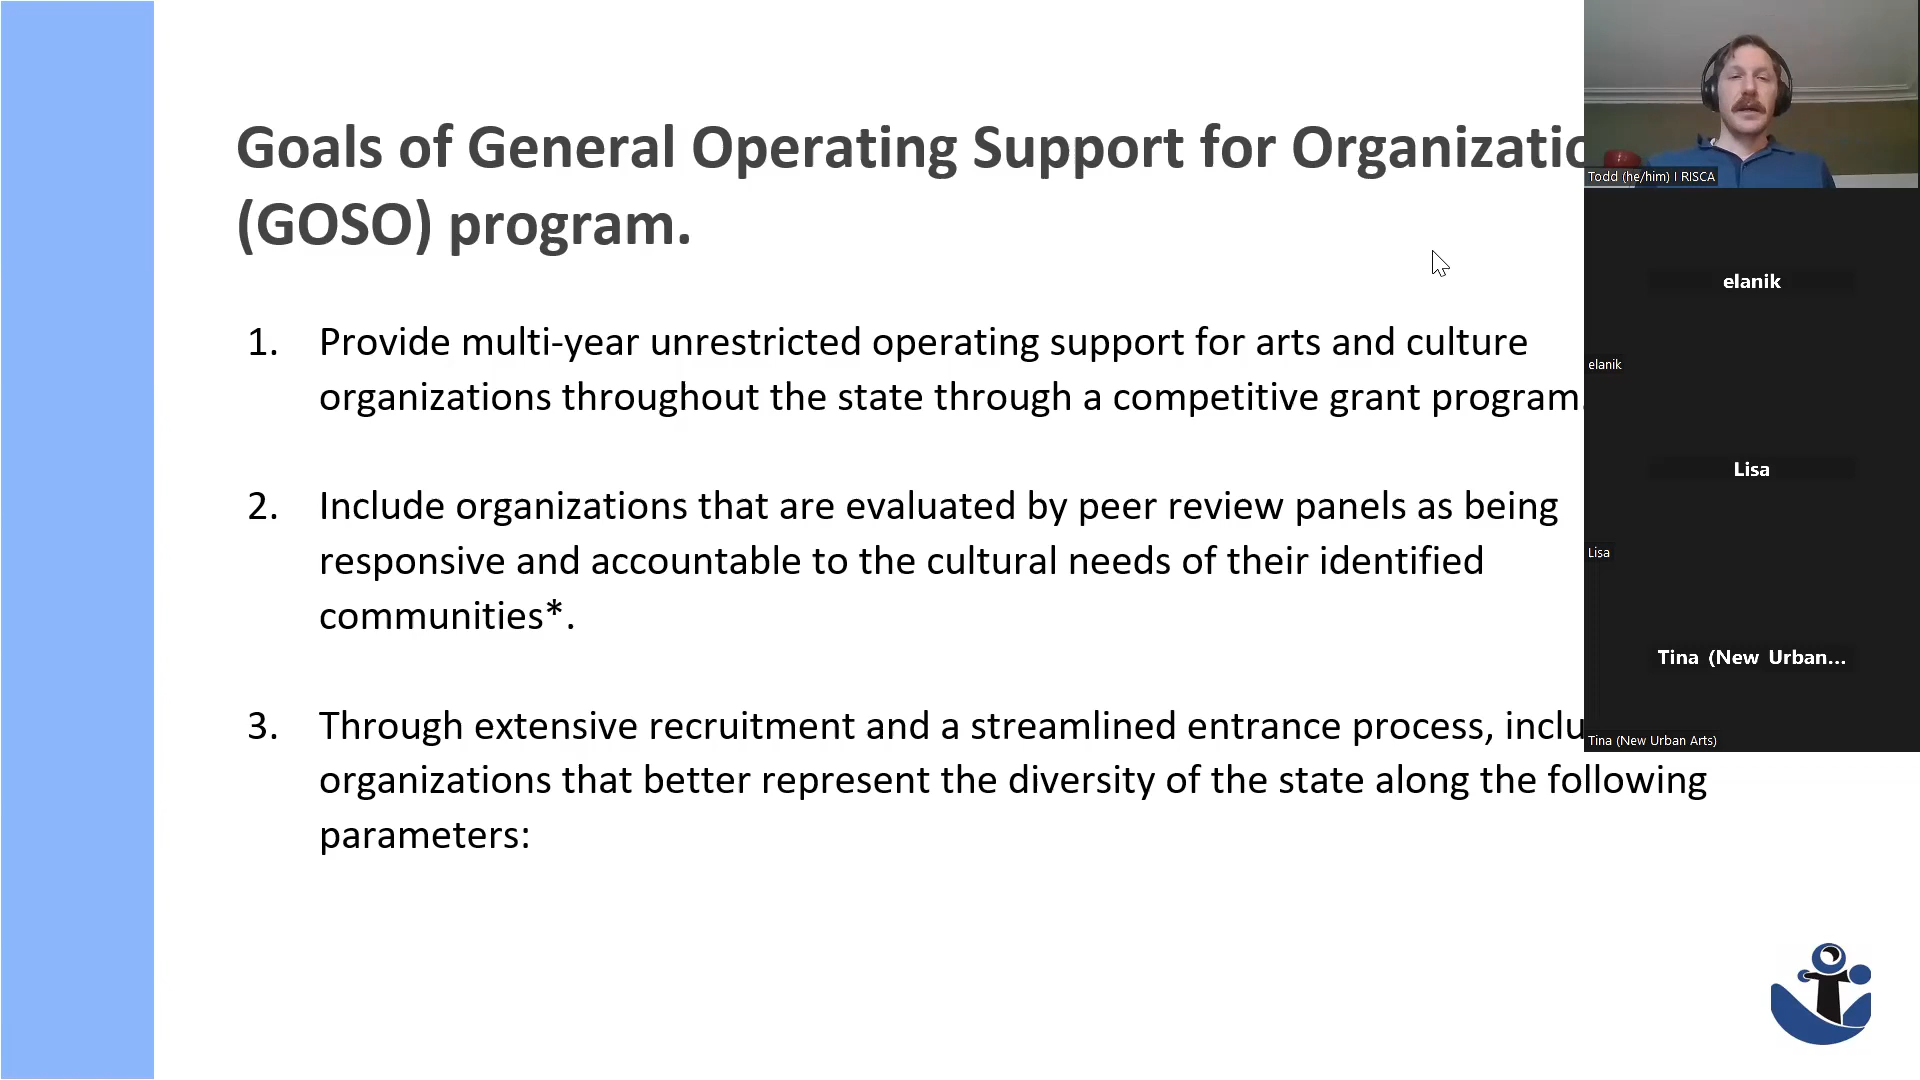 Goals of General Operating Support for Organizatio
(GOSO) program.
1. Provide multi-year unrestricted operating support for arts and culture
organizations throughout the state through a competitive grant program.
2. Include organizations that are evaluated by peer review panels as being
responsive and accountable to the cultural needs of their identified
communities*.
3. Through extensive recruitment and a streamlined entrance process, inclu
organizations that better represent the diversity of the state along the following
parameters:
Todd (he/him) I RISCA
elanik
elanik
Lisa
Lisa
Tina (New Urban...
Tina (New Urban Arts)